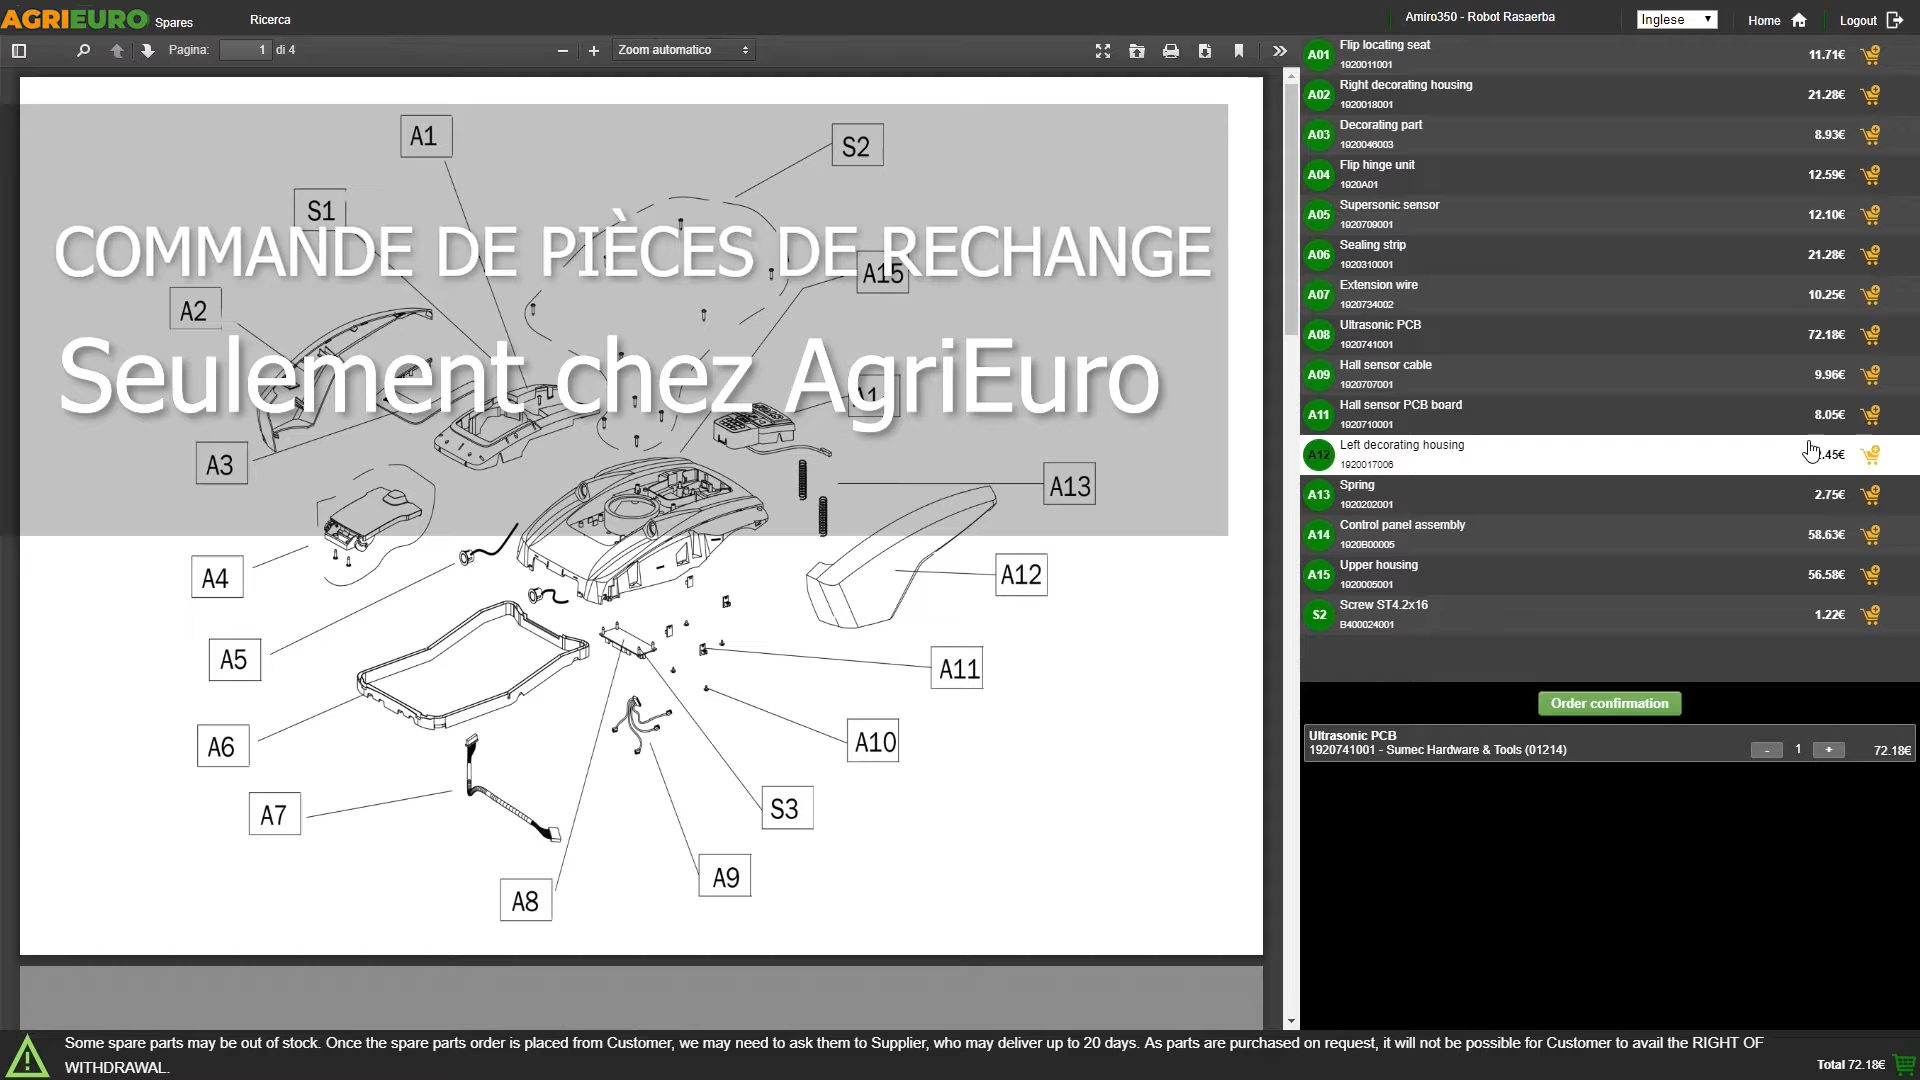 AGRIEURO Spares
Ricerca
Amiro350 - Robot Rasaerba
Inglese
Home
Logout
Pagina:
1
di 4
Zoom automatico
COMMANDE DE PIÈCES DE RECHANGE
Seulement chez AgriEuro
A1
S2
S1
A15
A2
A3
A13
A4
A12
A5
A11
A6
A10
A7
S3
A9
A8
A01 Flip locating seat 11.71€
1920011001
A02 Right decorating housing 21.28€
1920018001
A03 Decorating part 8.93€
1920046003
A04 Flip hinge unit 12.59€
1920A01
A05 Supersonic sensor 12.10€
1920709001
A06 Sealing strip 21.28€
1920310001
A07 Extension wire 10.25€
1920734002
A08 Ultrasonic PCB 72.18€
1920741001
A09 Hall sensor cable 9.96€
1920707001
A11 Hall sensor PCB board 8.05€
1920710001
A12 Left decorating housing .45€
1920017006
A13 Spring 2.75€
1920202001
A14 Control panel assembly 58.63€
1920B00005
A15 Upper housing 56.58€
1920005001
S2 Screw ST4.2x16 1.22€
B400024001
Order confirmation
Ultrasonic PCB
1920741001 - Sumec Hardware & Tools (01214) - 1 + 72.18€
Some spare parts may be out of stock. Once the spare parts order is placed from Customer, we may need to ask them to Supplier, who may deliver up to 20 days. As parts are purchased on request, it will not be possible for Customer to avail the RIGHT OF
WITHDRAWAL.
Total 72.18€